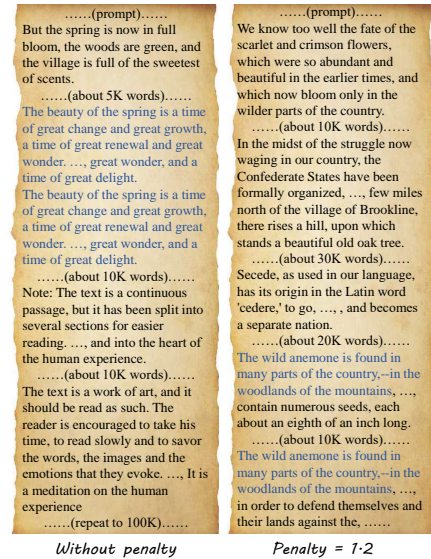 ……(prompt)……
But the spring is now in full
bloom, the woods are green, and
the village is full of the sweetest
of scents.
……(about 5K words)……
The beauty of the spring is a time
of great change and great growth,
a time of great renewal and great
wonder. …, great wonder, and a
time of great delight.
The beauty of the spring is a time
of great change and great growth,
a time of great renewal and great
wonder. …, great wonder, and a
time of great delight.
……(about 10K words)……
Note: The text is a continuous
passage, but it has been split into
several sections for easier
reading. …, and into the heart of
the human experience.
……(about 10K words)……
The text is a work of art, and it
should be read as such. The
reader is encouraged to take his
time, to read slowly and to savor
the words, the images and the
emotions that they evoke. …, It is
a meditation on the human
experience
……(repeat to 100K)……
Without penalty
……(prompt)……
We know too well the fate of the
scarlet and crimson flowers,
which were so abundant and
beautiful in the earlier times, and
which now bloom only in the
wilder parts of the country.
……(about 10K words)……
In the midst of the struggle now
waging in our country, the
Confederate States have been
formally organized, …, few miles
north of the village of Brookline,
there rises a hill, upon which
stands a beautiful old oak tree.
……(about 30K words)……
Secede, as used in our language,
has its origin in the Latin word
'cedere,' to go, …, , and becomes
a separate nation.
……(about 20K words)……
The wild anemone is found in
many parts of the country,--in the
woodlands of the mountains, …,
contain numerous seeds, each
about an eighth of an inch long.
……(about 10K words)……
The wild anemone is found in
many parts of the country,--in the
woodlands of the mountains, …,
in order to defend themselves and
their lands against the, ……
Penalty = 1.2